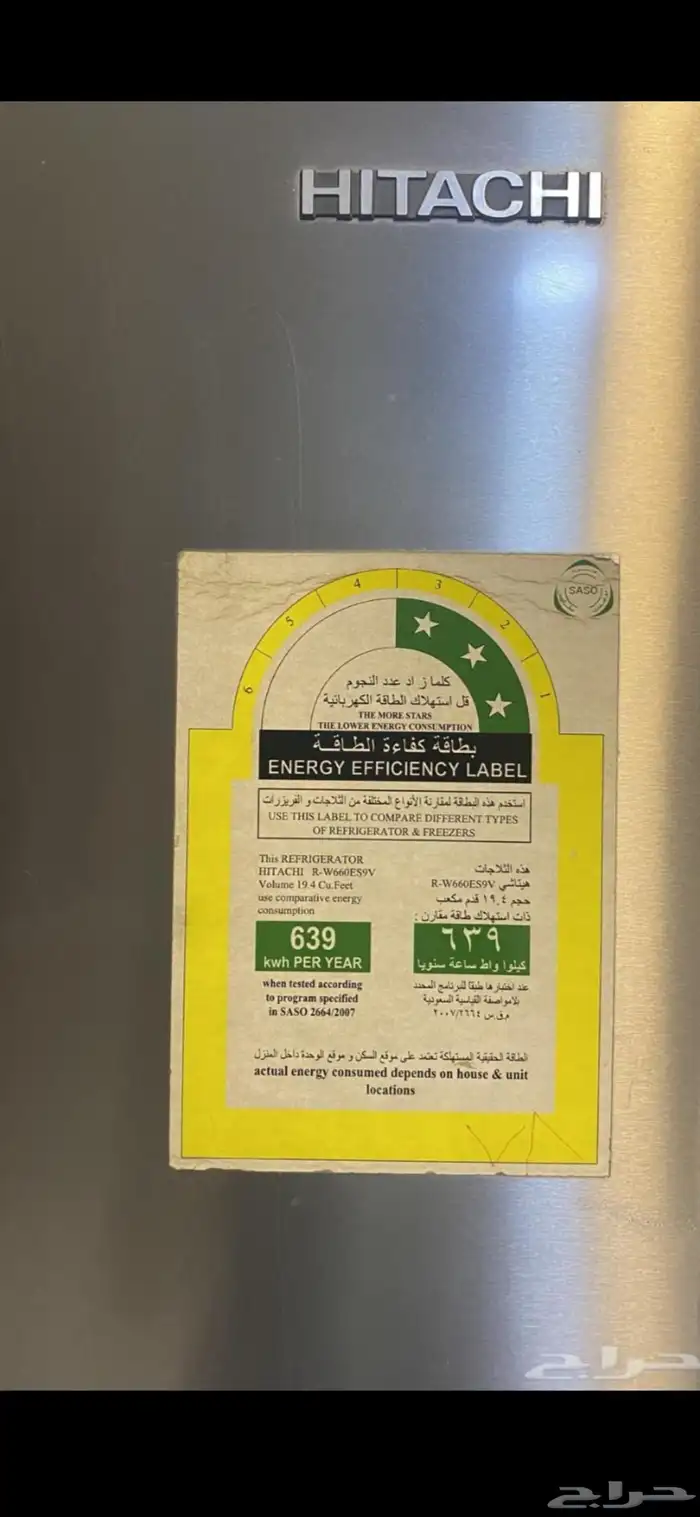 HITACHI
SASO
6 5 4 3 2 1
كلما زاد عدد النجوم
قل استهلاك الطاقة الكهربائية
THE MORE STARS
THE LOWER ENERGY CONSUMPTION
بطاقة كفاءة الطاقة
ENERGY EFFICIENCY LABEL
استخدم هذه البطاقة لمقارنة الأنواع المختلفة من الثلاجات و الفريزرات
USE THIS LABEL TO COMPARE DIFFERENT TYPES
OF REFRIGERATOR & FREEZERS
This REFRIGERATOR
HITACHI R-W660ES9V
Volume 19.4 Cu.Feet
use comparative energy
consumption
639
kwh PER YEAR
when tested according
to program specified
in SASO 2664/2007
هذه الثلاجات
هيتاشي R-W660ES9V
حجم ١٩.٤ قدم مكعب
ذات استهلاك طاقة مقارن :
٦٣٩
كيلوا واط ساعة سنويا
عند اختبارها طبقا للبرنامج المحدد
بالمواصفة القياسية السعودية
م.ق.س ٢٠٠٧/٢٦٦٤
الطاقة الحقيقية المستهلكة تعتمد على موقع السكن و موقع الوحدة داخل المنزل
actual energy consumed depends on house & unit
locations
حراج
حراج